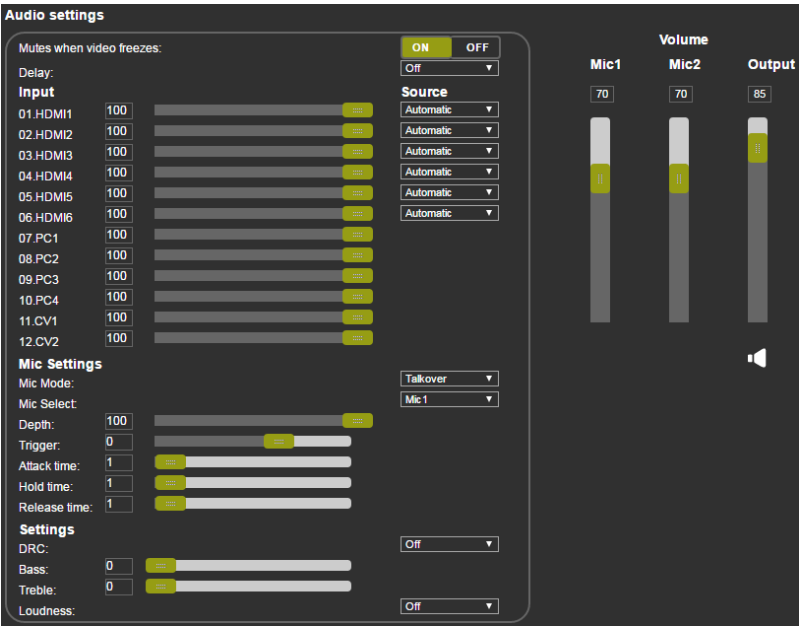 Audio settings
Mutes when video freezes: ON OFF
Delay: Off
Input Source
01.HDMI1 100 Automatic
02.HDMI2 100 Automatic
03.HDMI3 100 Automatic
04.HDMI4 100 Automatic
05.HDMI5 100 Automatic
06.HDMI6 100 Automatic
07.PC1 100
08.PC2 100
09.PC3 100
10.PC4 100
11.CV1 100
12.CV2 100
Mic Settings
Mic Mode: Talkover
Mic Select: Mic1
Depth: 100
Trigger: 0
Attack time: 1
Hold time: 1
Release time: 1
Settings
DRC: Off
Bass: 0
Treble: 0
Loudness: Off
Volume
Mic1 Mic2 Output
70 70 85